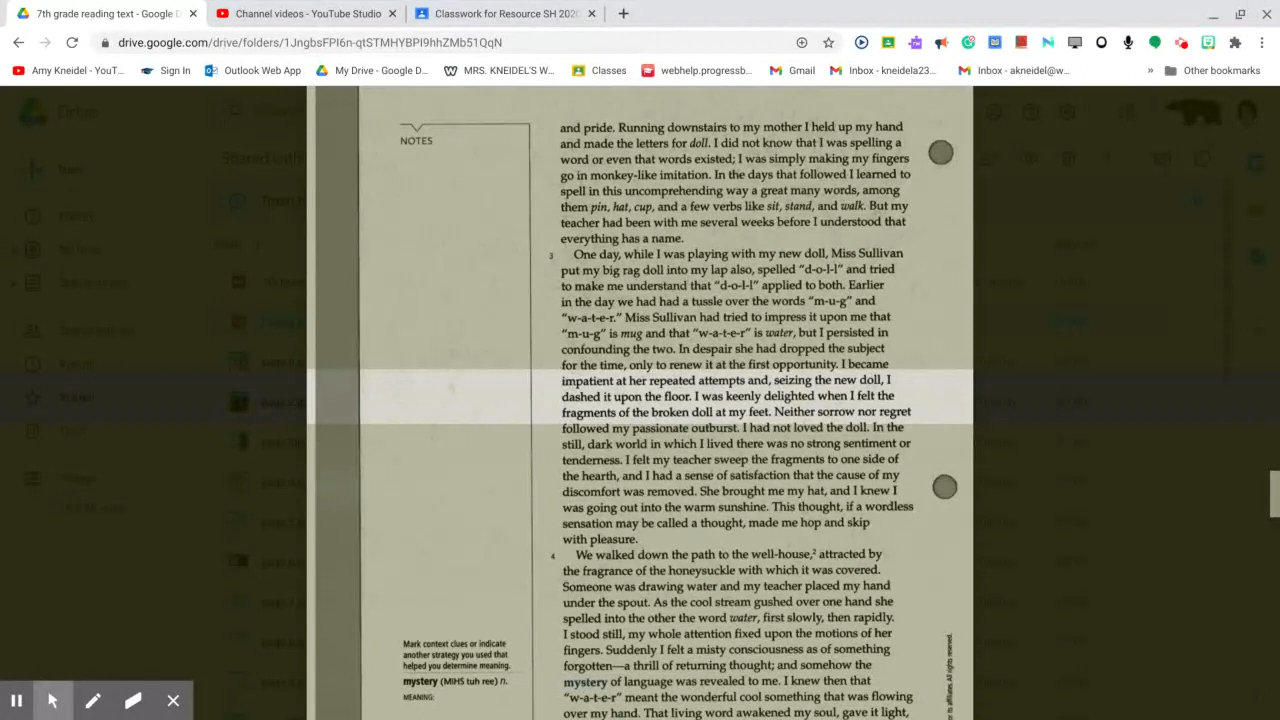 7th grade reading text - Google D
Channel videos - YouTube Studio
Classwork for Resource SH 2020
drive.google.com/drive/folders/1JngbsFPI6n-qtSTMHYBPI9hhZMb51QqN
Amy Kneidel - YouT...
Sign In
Outlook Web App
My Drive - Google D...
MRS. KNEIDEL'S W...
Classes
webhelp.progressb...
Gmail
Inbox - kneidela23...
Inbox - akneidel@w...
»
Other bookmarks
NOTES
and pride. Running downstairs to my mother I held up my hand
and made the letters for doll. I did not know that I was spelling a
word or even that words existed; I was simply making my fingers
go in monkey-like imitation. In the days that followed I learned to
spell in this uncomprehending way a great many words, among
them pin, hat, cup, and a few verbs like sit, stand, and walk. But my
teacher had been with me several weeks before I understood that
everything has a name.
3 One day, while I was playing with my new doll, Miss Sullivan
put my big rag doll into my lap also, spelled “d-o-l-l” and tried
to make me understand that “d-o-l-l” applied to both. Earlier
in the day we had had a tussle over the words “m-u-g” and
“w-a-t-e-r.” Miss Sullivan had tried to impress it upon me that
“m-u-g” is mug and that “w-a-t-e-r” is water, but I persisted in
confounding the two. In despair she had dropped the subject
for the time, only to renew it at the first opportunity. I became
impatient at her repeated attempts and, seizing the new doll, I
dashed it upon the floor. I was keenly delighted when I felt the
fragments of the broken doll at my feet. Neither sorrow nor regret
followed my passionate outburst. I had not loved the doll. In the
still, dark world in which I lived there was no strong sentiment or
tenderness. I felt my teacher sweep the fragments to one side of
the hearth, and I had a sense of satisfaction that the cause of my
discomfort was removed. She brought me my hat, and I knew I
was going out into the warm sunshine. This thought, if a wordless
sensation may be called a thought, made me hop and skip
with pleasure.
4 We walked down the path to the well-house,² attracted by
the fragrance of the honeysuckle with which it was covered.
Someone was drawing water and my teacher placed my hand
under the spout. As the cool stream gushed over one hand she
spelled into the other the word water, first slowly, then rapidly.
I stood still, my whole attention fixed upon the motions of her
fingers. Suddenly I felt a misty consciousness as of something
forgotten—a thrill of returning thought; and somehow the
mystery of language was revealed to me. I knew then that
“w-a-t-e-r” meant the wonderful cool something that was flowing
over my hand. That living word awakened my soul, gave it light,
Mark context clues or indicate
another strategy you used that
helped you determine meaning.
mystery (MIHS tuh ree) n.
MEANING:
its affiliates. All rights reserved.